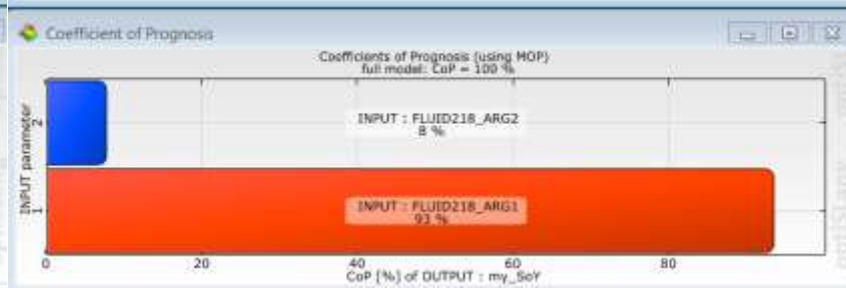 Coefficient of Prognosis
Coefficients of Prognosis (using MOP)
full model: CoP = 100 %
INPUT parameter
2
INPUT : FLUID218_ARG2
8 %
1
INPUT : FLUID218_ARG1
93 %
0 20 40 60 80
CoP [%] of OUTPUT : my_SoY